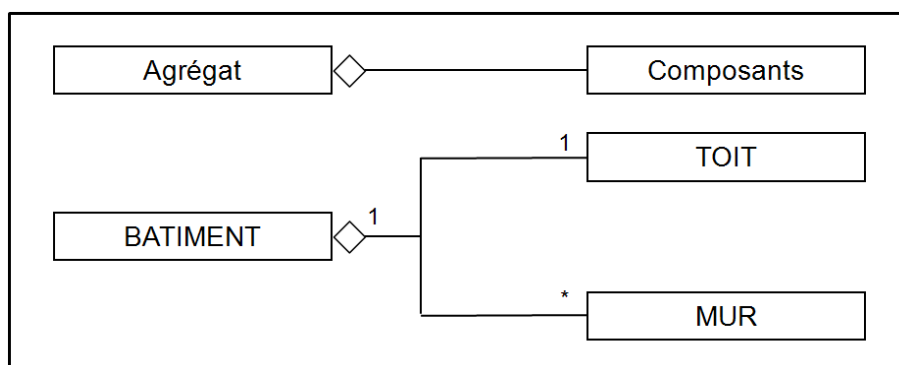 Agrégat
Composants
1
TOIT
BATIMENT
1
*
MUR